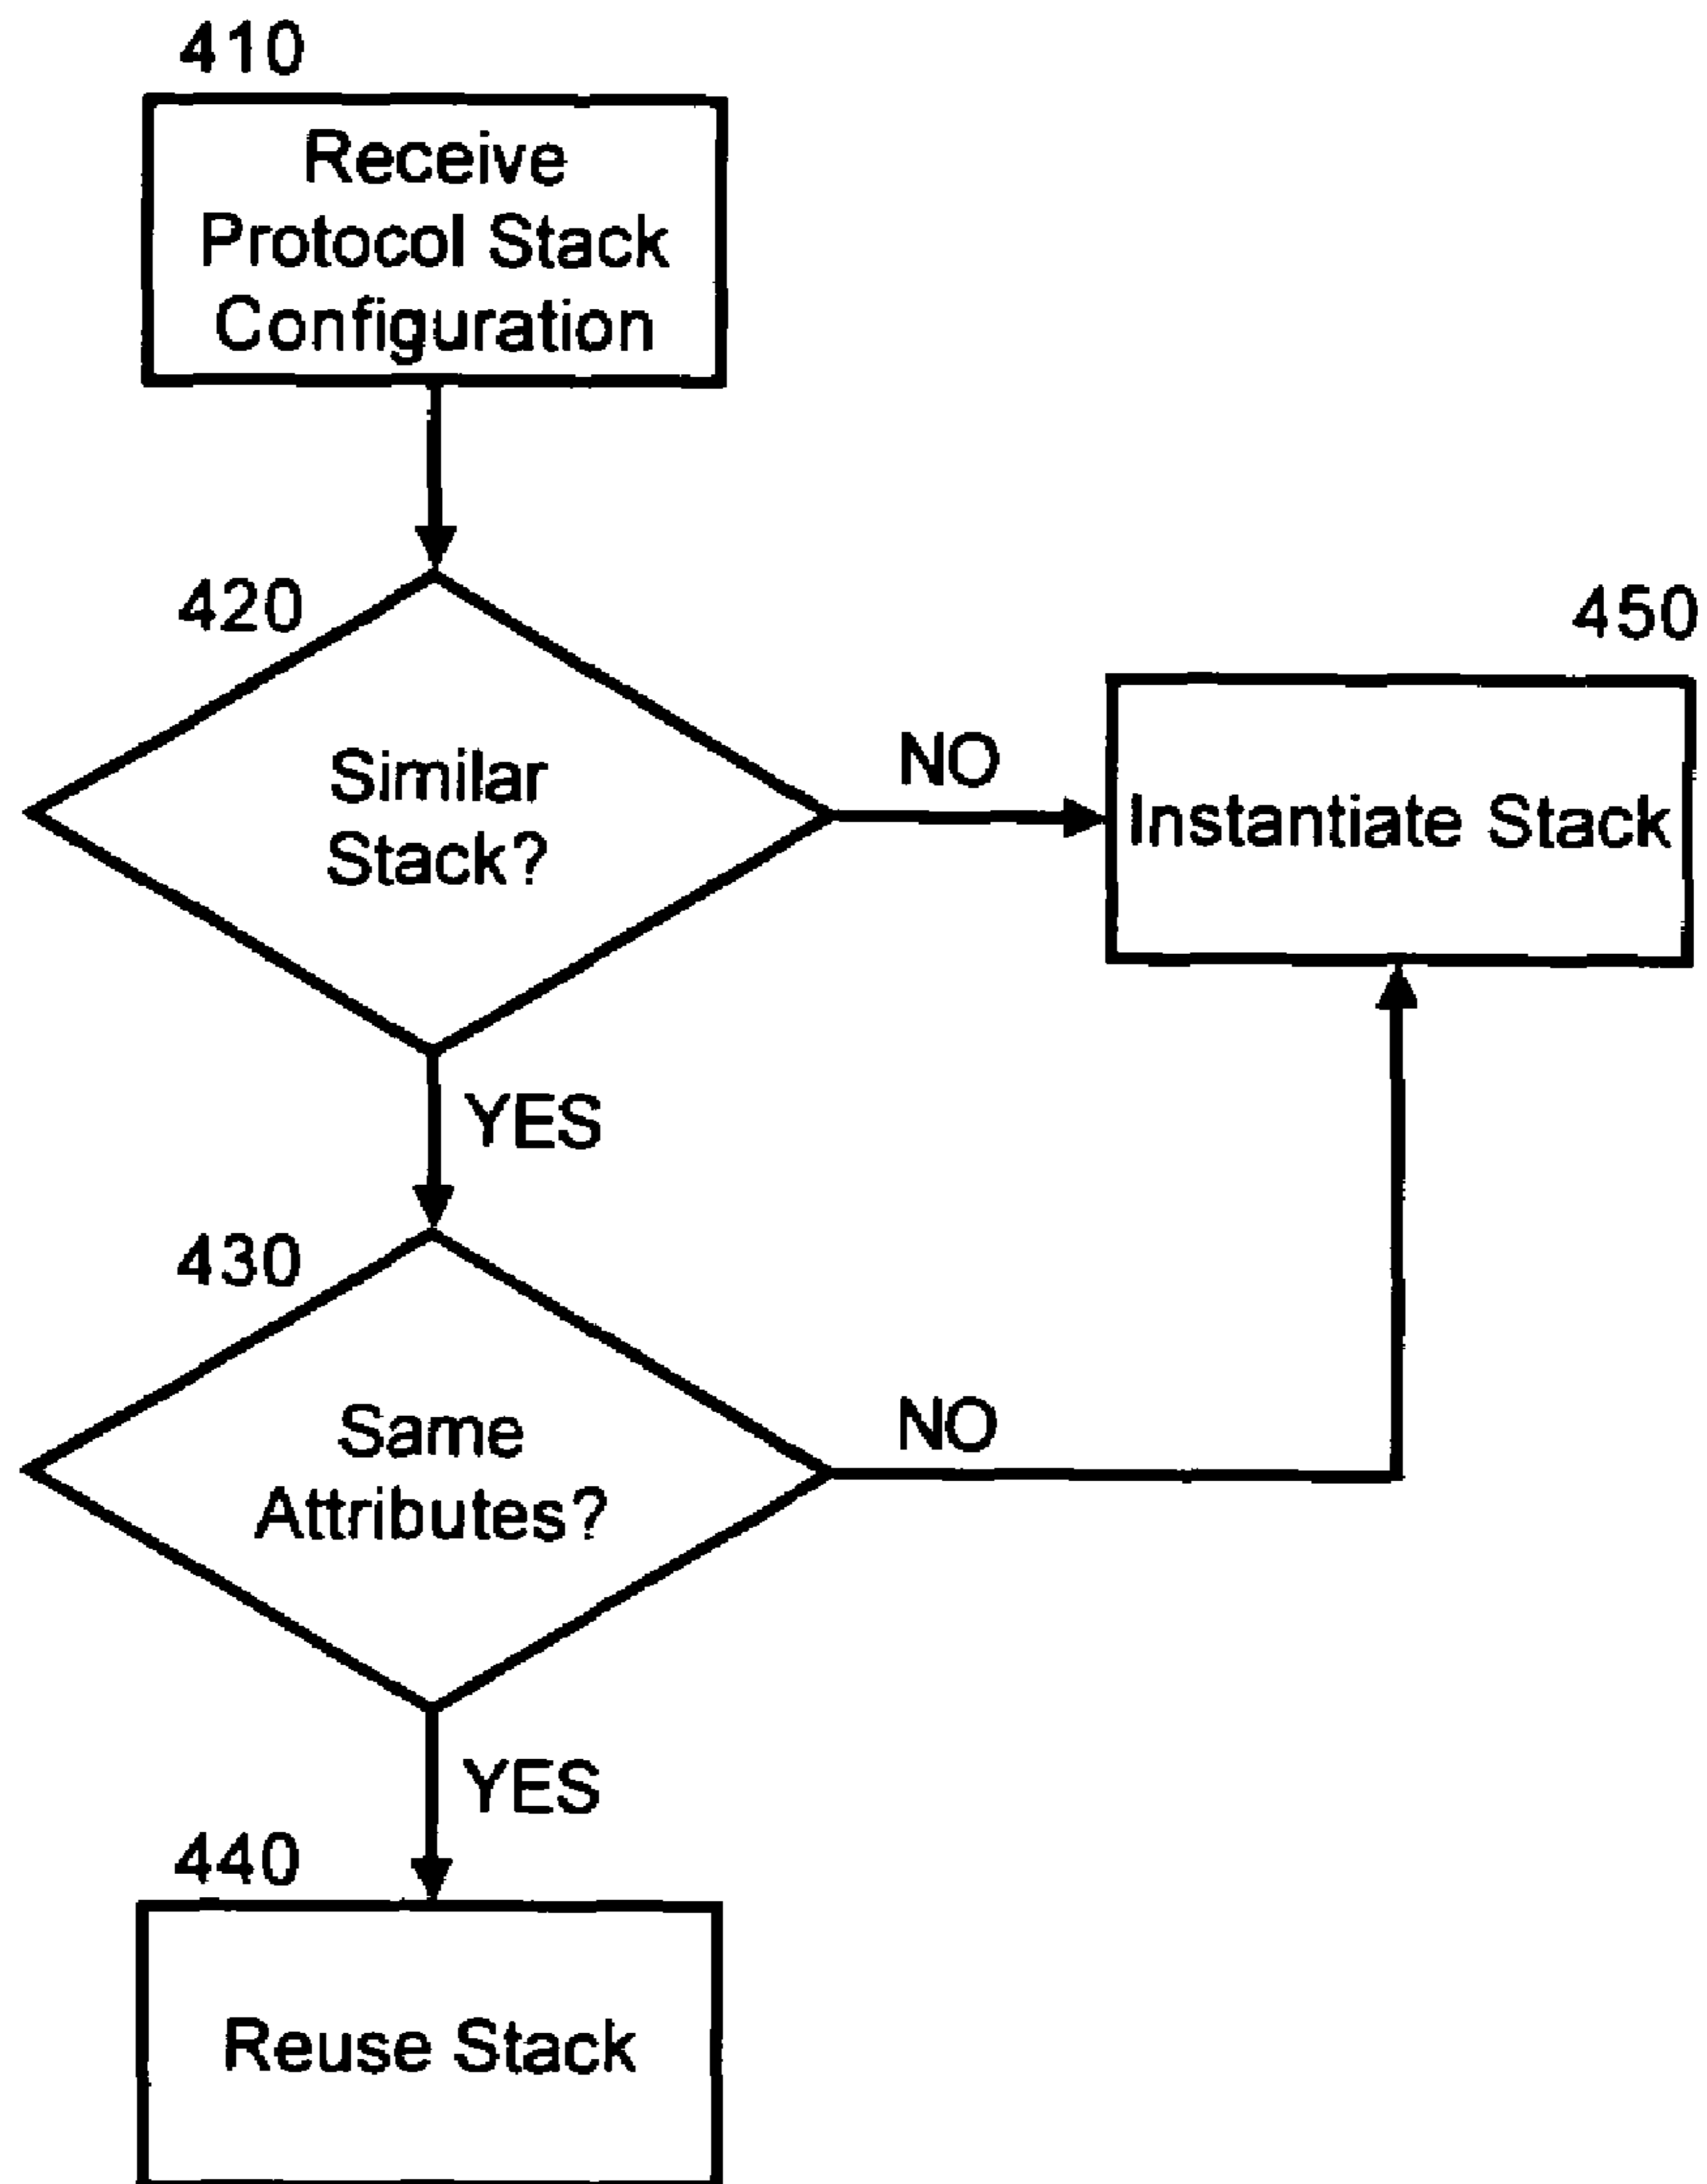 410
Receive
Protocol Stack
Configuration
420
Similar
Stack?
NO
450
Instantiate Stack
YES
430
Same
Attributes?
NO
YES
440
Reuse Stack